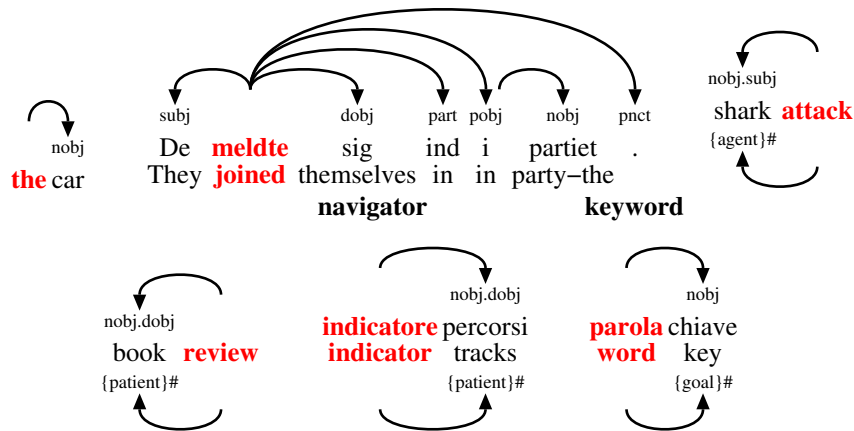 nobj
the car
subj dobj part pobj nobj pnct
De meldte sig ind i partiet .
They joined themselves in in party–the
navigator keyword
nobj.subj
shark attack
{agent}#
nobj.dobj
book review
{patient}#
nobj.dobj
indicatore percorsi
indicator tracks
{patient}#
nobj
parola chiave
word key
{goal}#